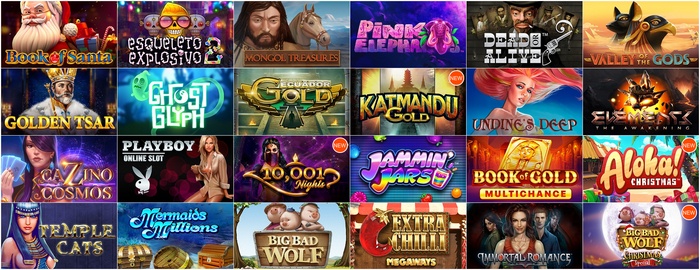 Book of Santa
ESQUELETO
EXPLOSIVO
2
MONGOL TREASURES
PINK
ELEPHANTS
DEAD OR
ALIVE
VALLEY OF THE GODS
GOLDEN TSAR
GHOST
GLYPH
ECUADOR
GOLD
NEW
KATMANDU
GOLD
UNDINE'S DEEP
ELEMENTS
THE AWAKENING
CAZINO
COSMOS
PLAYBOY
ONLINE SLOT
NEW
10,001
Nights
JAMMIN'
JARS
BOOK OF GOLD
MULTICHANCE
NEW
Aloha!
CHRISTMAS
TEMPLE
CATS
Mermaids
Millions
BIG BAD
WOLF
EXTRA
CHILLI
MEGAWAYS
IMMORTAL ROMANCE
NEW
BIG BAD
WOLF
CHRISTMAS
Special